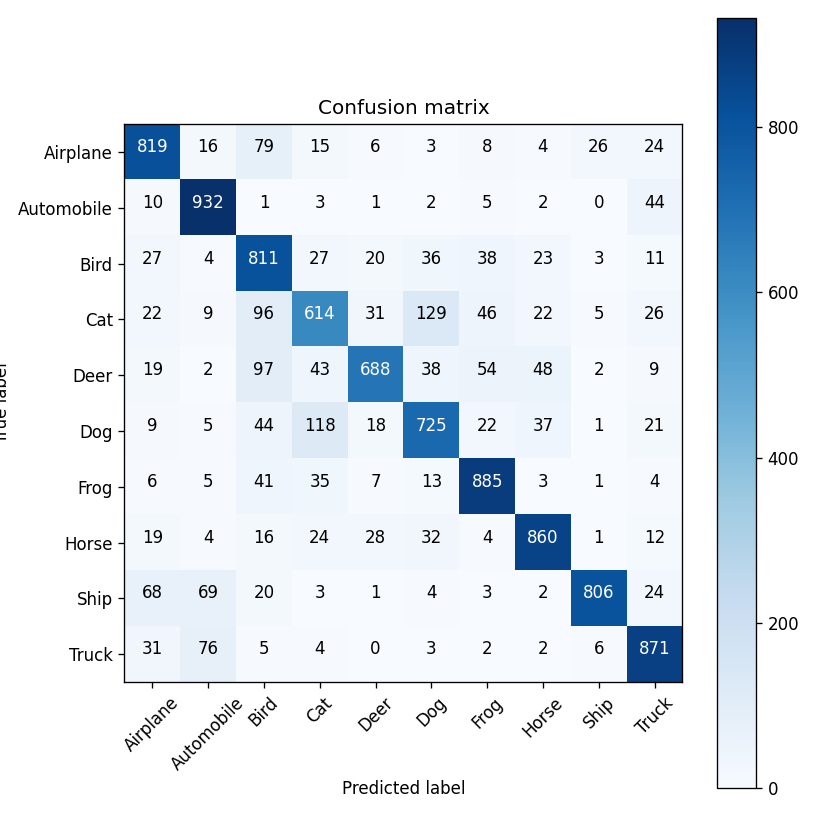 Confusion matrix
Airplane 819 16 79 15 6 3 8 4 26 24
Automobile 10 932 1 3 1 2 5 2 0 44
Bird 27 4 811 27 20 36 38 23 3 11
Cat 22 9 96 614 31 129 46 22 5 26
Deer 19 2 97 43 688 38 54 48 2 9
Dog 9 5 44 118 18 725 22 37 1 21
Frog 6 5 41 35 7 13 885 3 1 4
Horse 19 4 16 24 28 32 4 860 1 12
Ship 68 69 20 3 1 4 3 2 806 24
Truck 31 76 5 4 0 3 2 2 6 871
Airplane Automobile Bird Cat Deer Dog Frog Horse Ship Truck
Predicted label
label
800
600
400
200
0